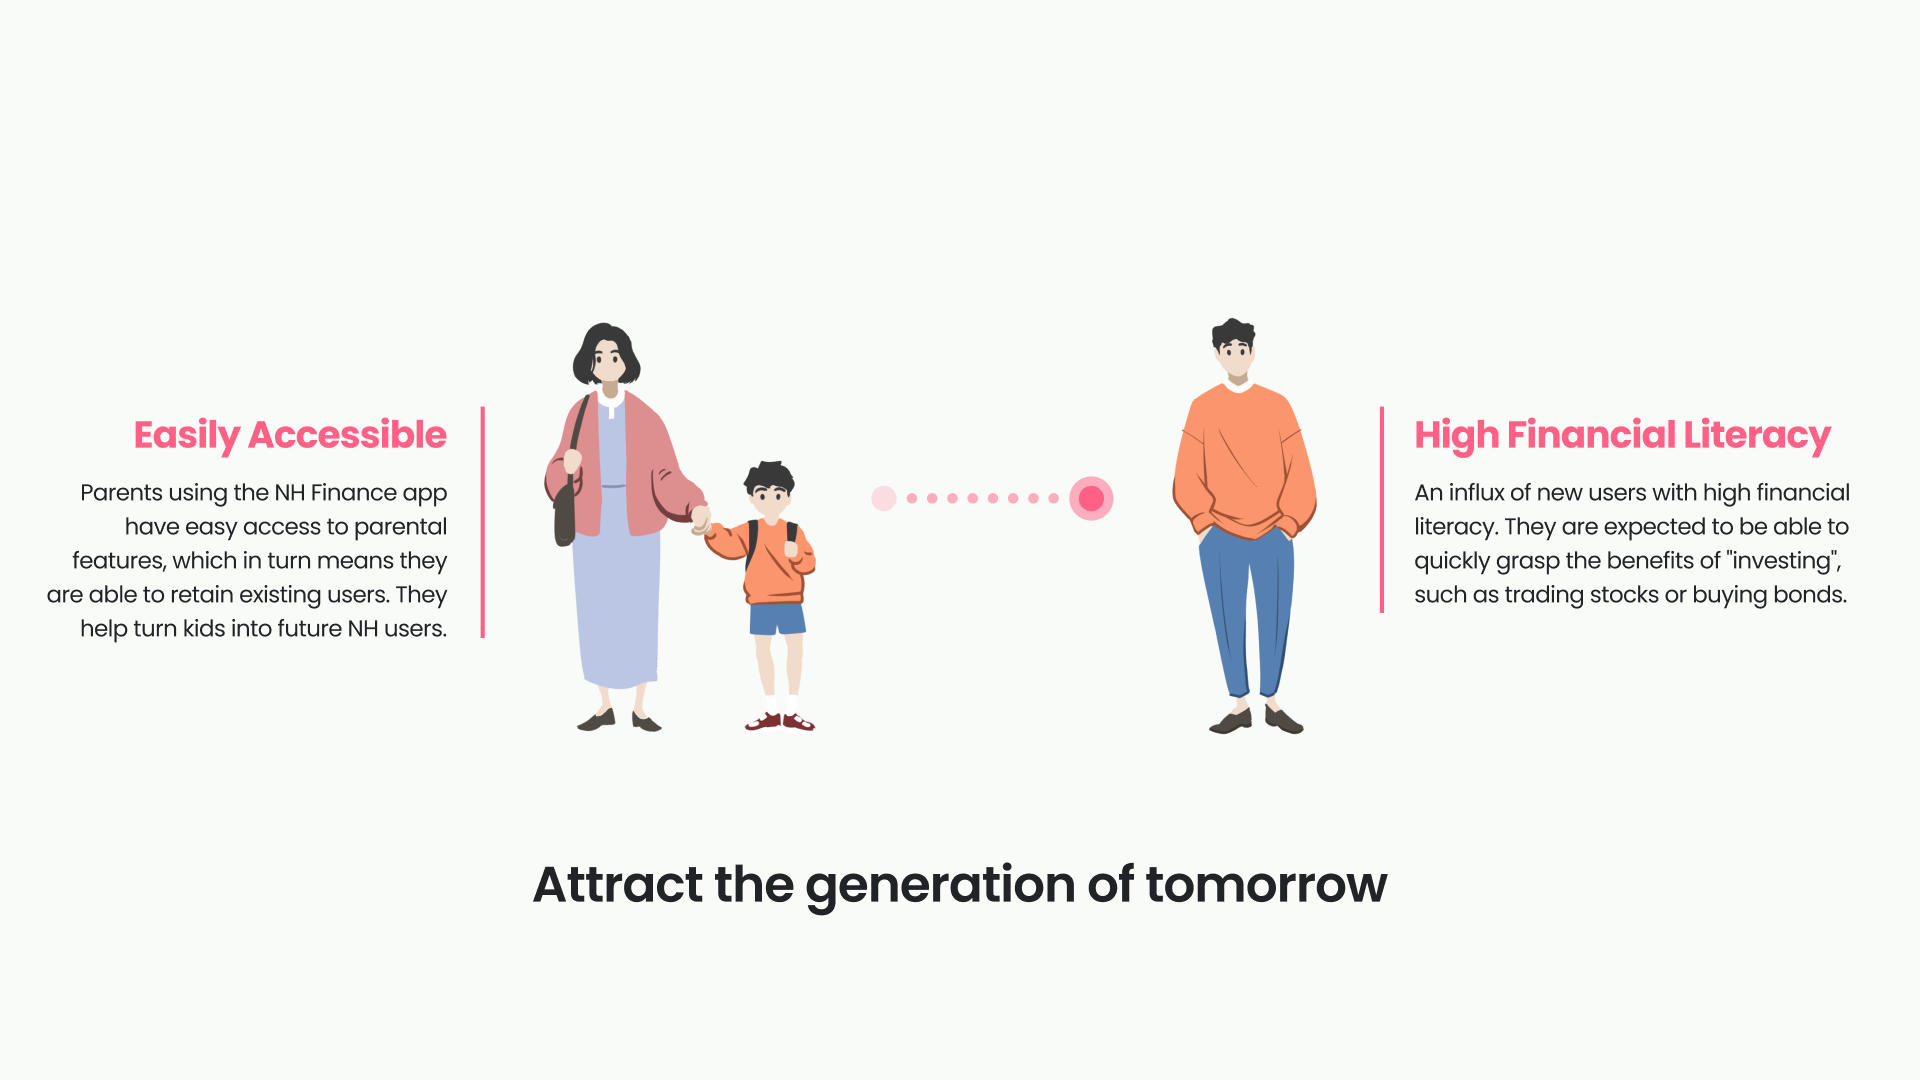 Easily Accessible
Parents using the NH Finance app
have easy access to parental
features, which in turn means they
are able to retain existing users. They
help turn kids into future NH users.
High Financial Literacy
An influx of new users with high financial
literacy. They are expected to be able to
quickly grasp the benefits of "investing",
such as trading stocks or buying bonds.
Attract the generation of tomorrow